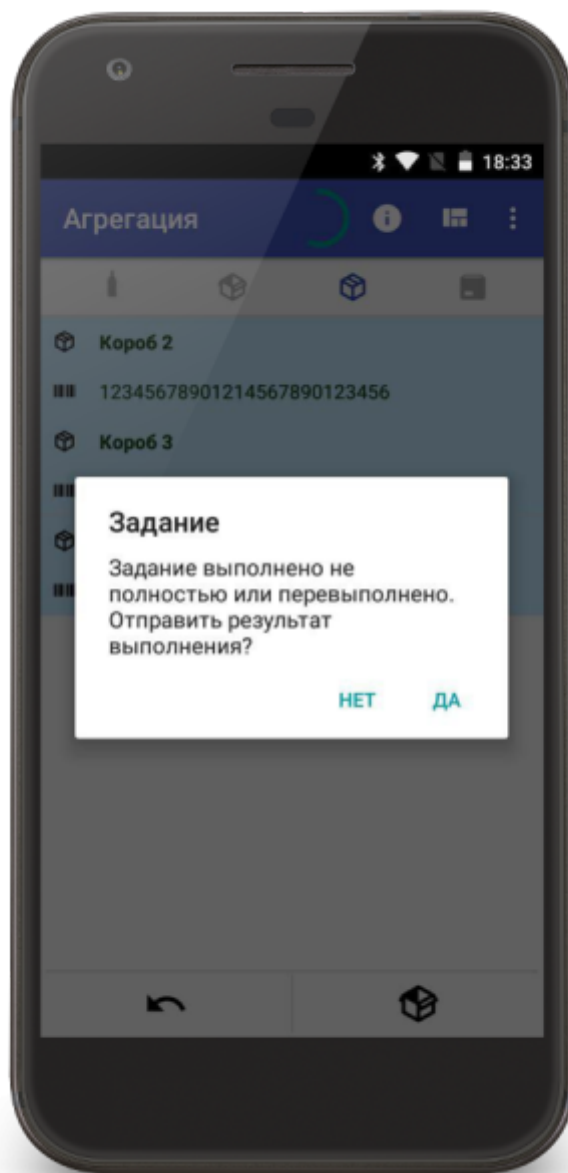 18:33
Агрегация
Короб 2
12345678901214567890123456
Короб 3
Задание
Задание выполнено не
полностью или перевыполнено.
Отправить результат
выполнения?
НЕТ
ДА